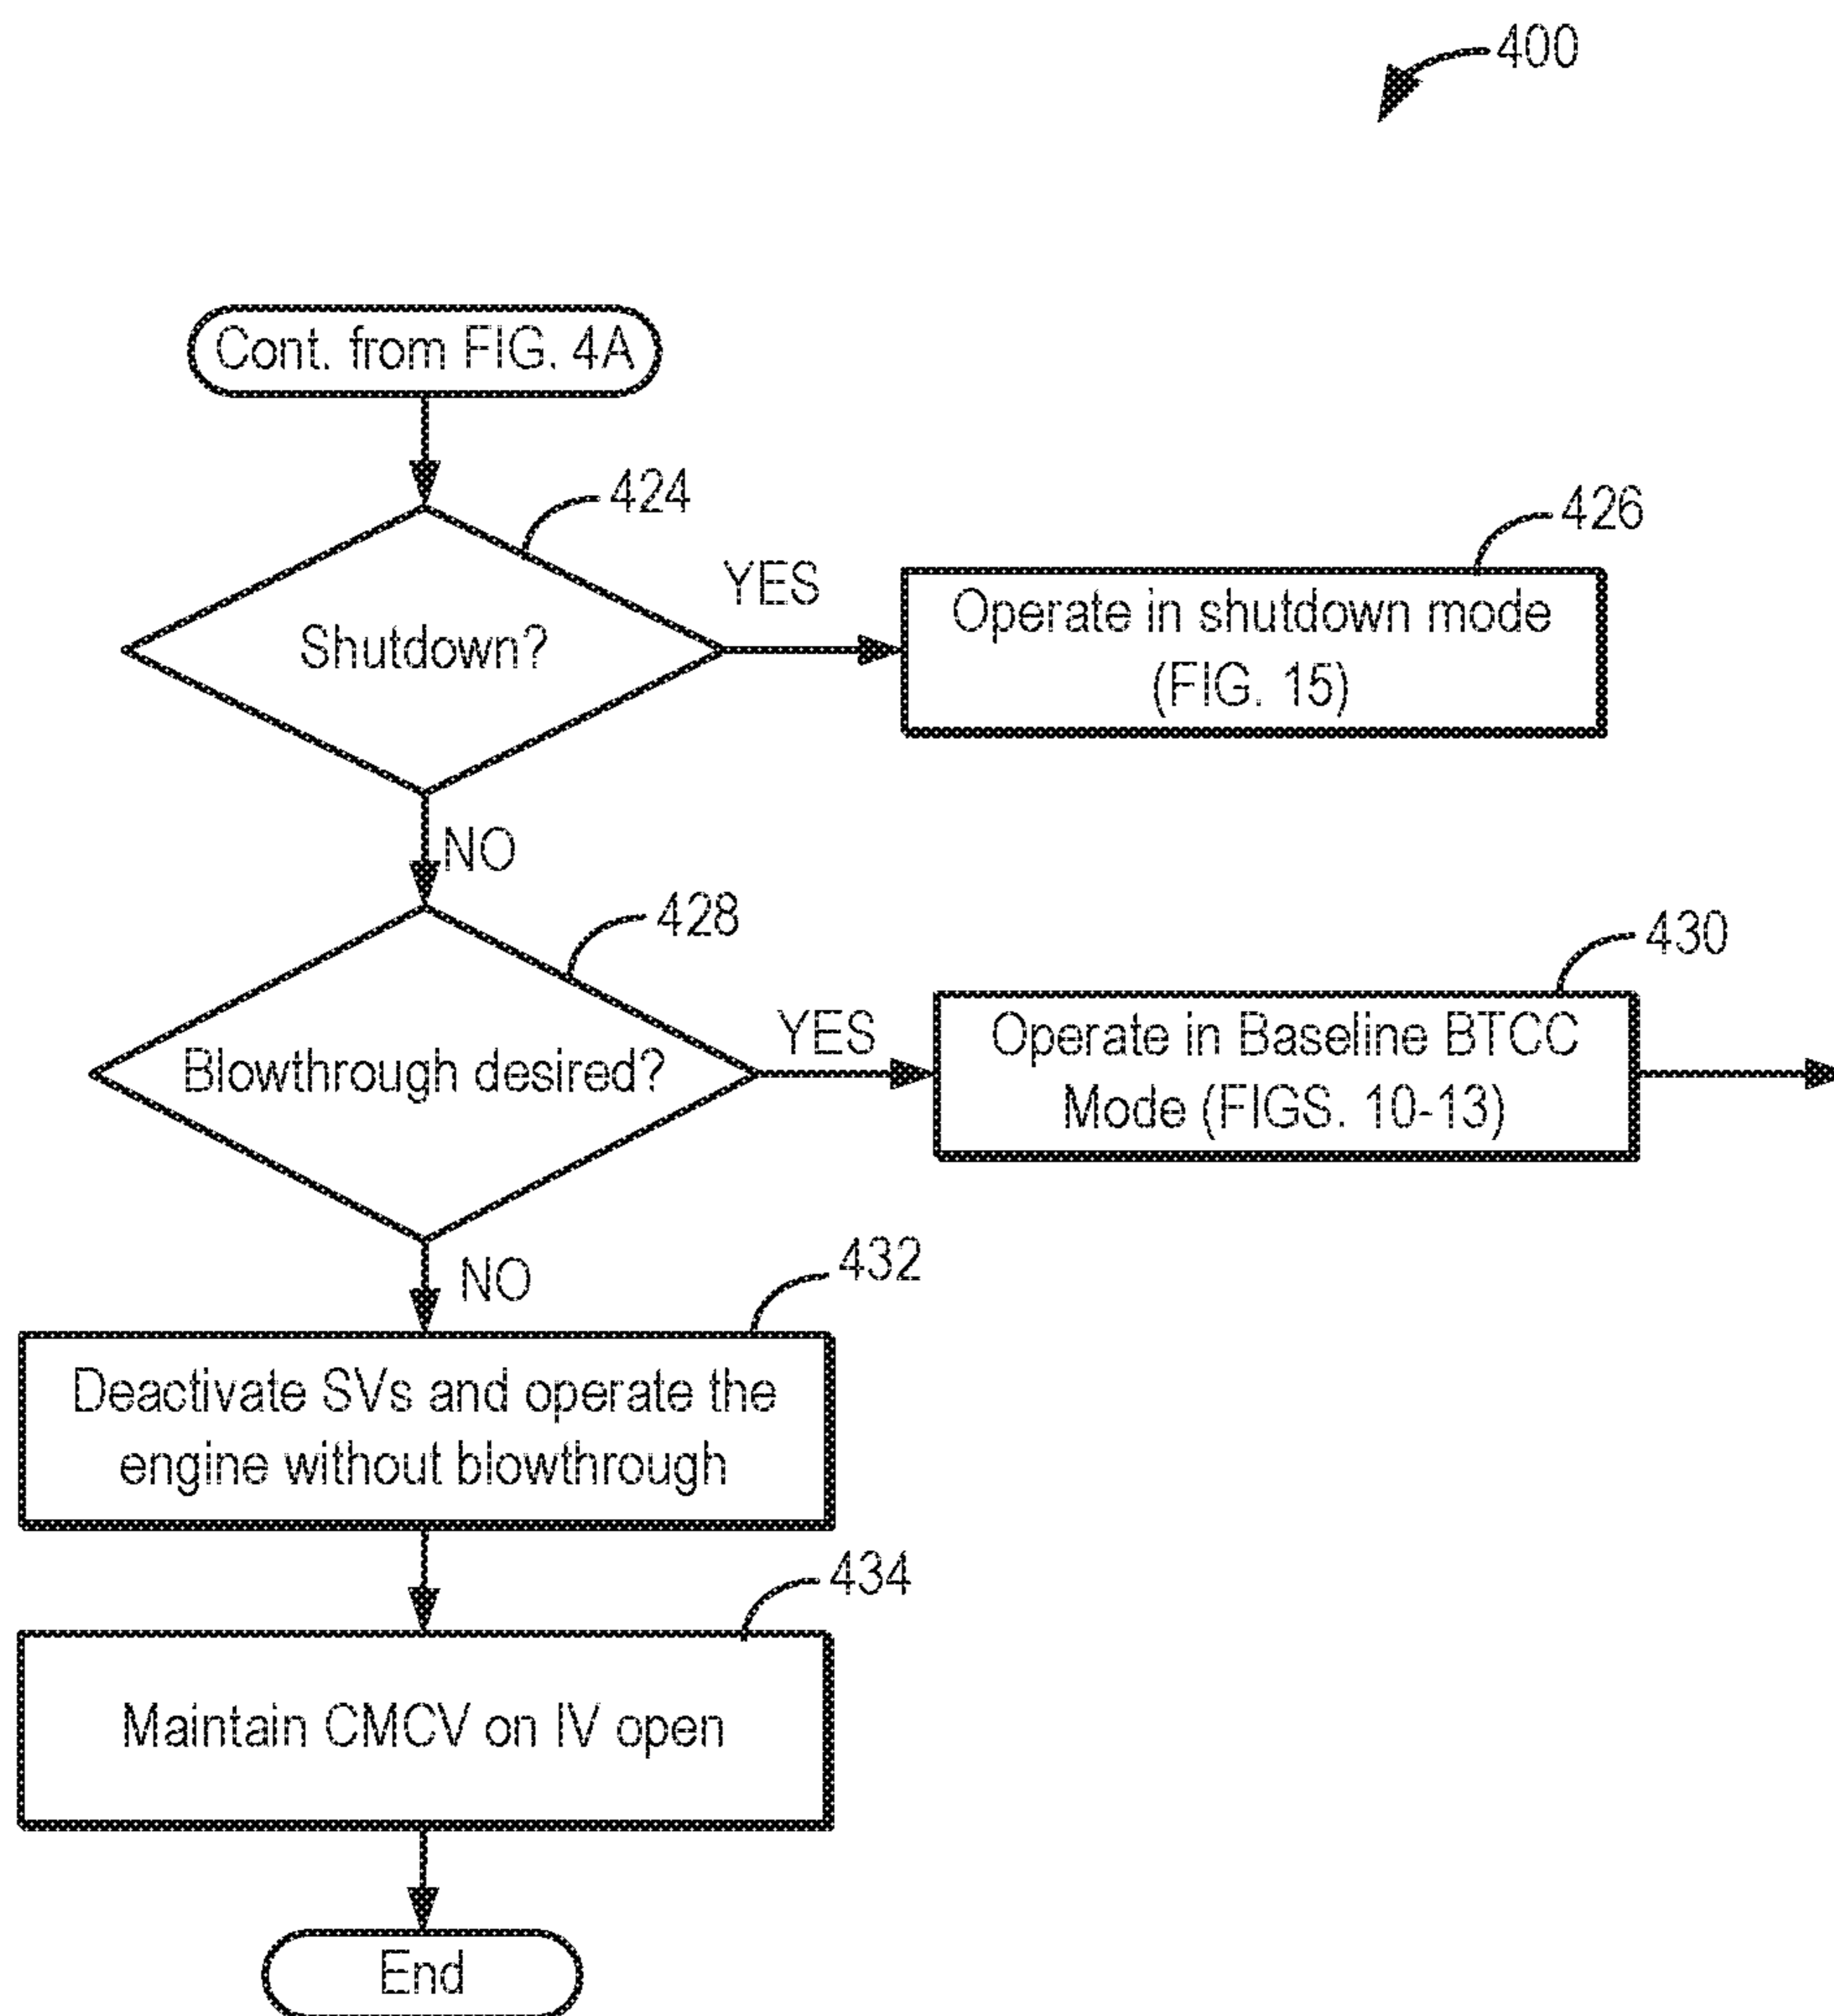 400
Cont. from FIG. 4A
424
Shutdown?
YES
426
Operate in shutdown mode
(FIG. 15)
NO
428
Blowthrough desired?
YES
430
Operate in Baseline BTCC
Mode (FIGS. 10-13)
NO
432
Deactivate SVs and operate the
engine without blowthrough
434
Maintain CMCV on IV open
End